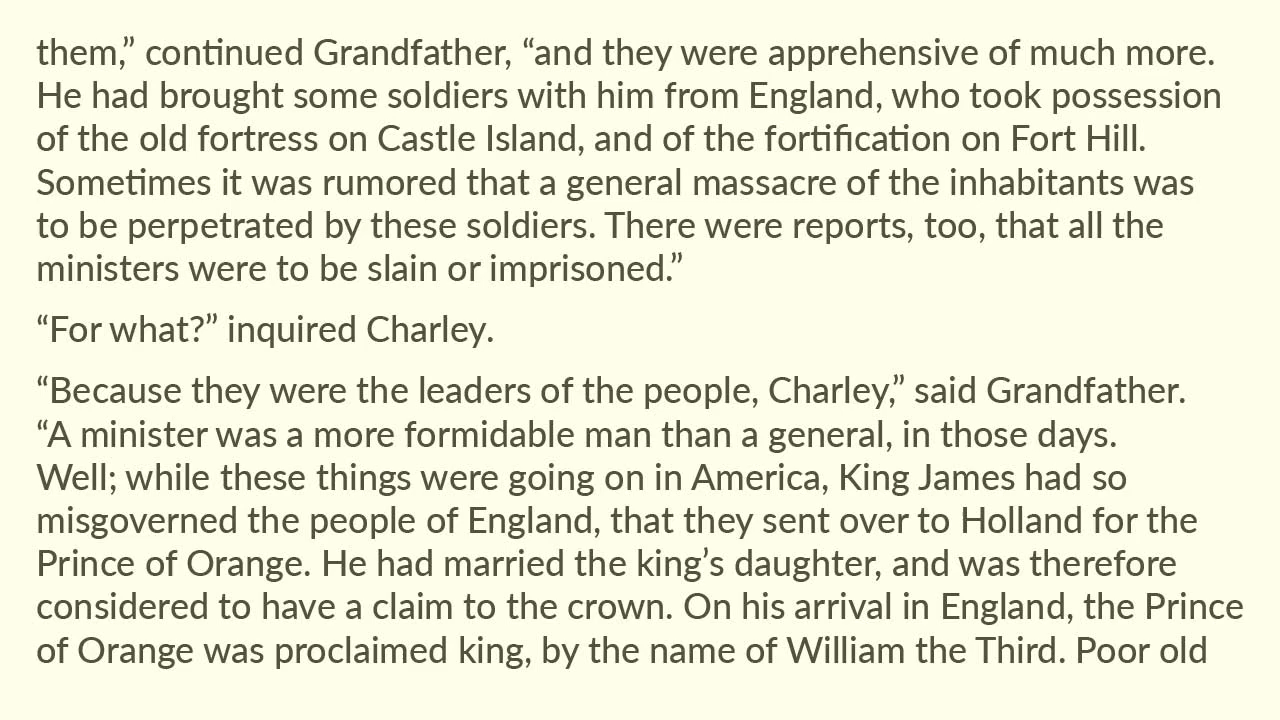 them,” continued Grandfather, “and they were apprehensive of much more.
He had brought some soldiers with him from England, who took possession
of the old fortress on Castle Island, and of the fortification on Fort Hill.
Sometimes it was rumored that a general massacre of the inhabitants was
to be perpetrated by these soldiers. There were reports, too, that all the
ministers were to be slain or imprisoned.”
“For what?” inquired Charley.
“Because they were the leaders of the people, Charley,” said Grandfather.
“A minister was a more formidable man than a general, in those days.
Well; while these things were going on in America, King James had so
misgoverned the people of England, that they sent over to Holland for the
Prince of Orange. He had married the king’s daughter, and was therefore
considered to have a claim to the crown. On his arrival in England, the Prince
of Orange was proclaimed king, by the name of William the Third. Poor old